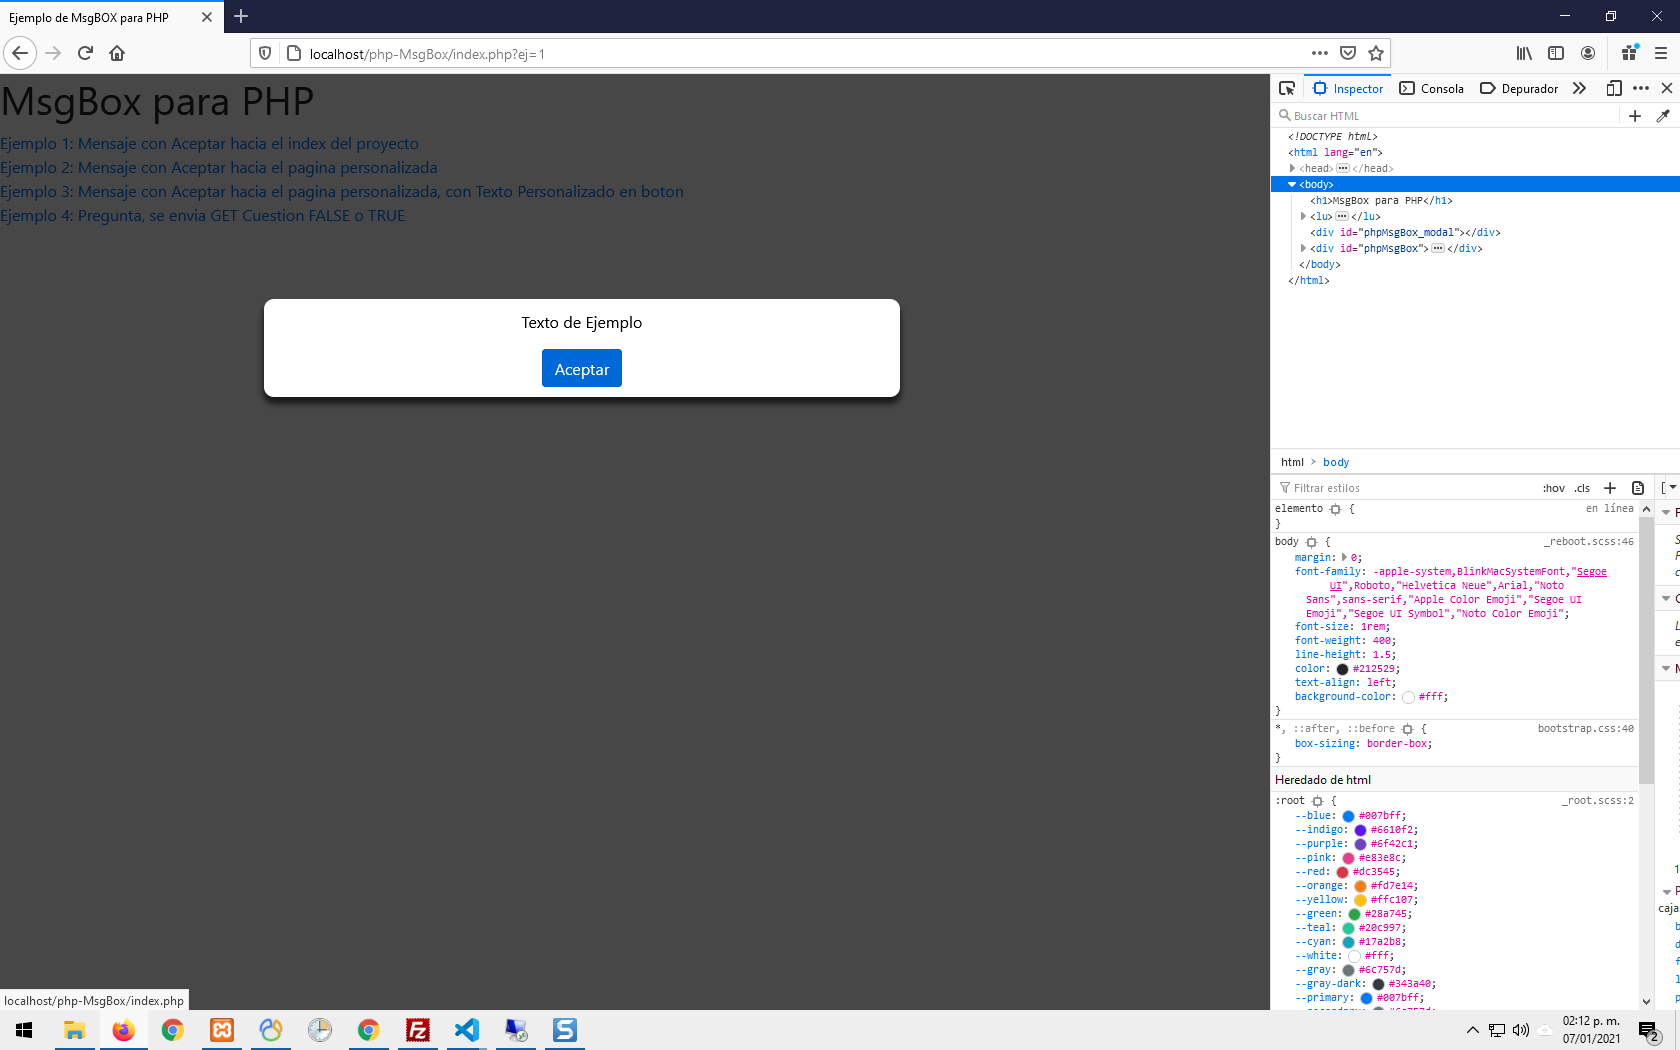 Ejemplo de MsgBOX para PHP
localhost/php-MsgBox/index.php?ej=1
MsgBox para PHP
Ejemplo 1: Mensaje con Aceptar hacia el index del proyecto
Ejemplo 2: Mensaje con Aceptar hacia el pagina personalizada
Ejemplo 3: Mensaje con Aceptar hacia el pagina personalizada, con Texto Personalizado en boton
Ejemplo 4: Pregunta, se envia GET Cuestion FALSE o TRUE
Texto de Ejemplo
Aceptar
localhost/php-MsgBox/index.php
Inspector Consola Depurador
Buscar HTML
<!DOCTYPE html>
<html lang="en">
<head></head>
<body>
<h1>MsgBox para PHP</h1>
<lu></lu>
<div id="phpMsgBox_modal"></div>
<div id="phpMsgBox"></div>
</body>
</html>
html > body
Filtrar estilos :hov .cls +
elemento { en línea
}
body { _reboot.scss:46
margin: 0;
font-family: -apple-system,BlinkMacSystemFont,"Segoe
UI",Roboto,"Helvetica Neue",Arial,"Noto
Sans",sans-serif,"Apple Color Emoji","Segoe UI
Emoji","Segoe UI Symbol","Noto Color Emoji";
font-size: 1rem;
font-weight: 400;
line-height: 1.5;
color: #212529;
text-align: left;
background-color: #fff;
}
*, ::after, ::before { bootstrap.css:40
box-sizing: border-box;
}
Heredado de html
:root { _root.scss:2
--blue: #007bff;
--indigo: #6610f2;
--purple: #6f42c1;
--pink: #e83e8c;
--red: #dc3545;
--orange: #fd7e14;
--yellow: #ffc107;
--green: #28a745;
--teal: #20c997;
--cyan: #17a2b8;
--white: #fff;
--gray: #6c757d;
--gray-dark: #343a40;
--primary: #007bff;
caja
02:12 p. m.
07/01/2021
2